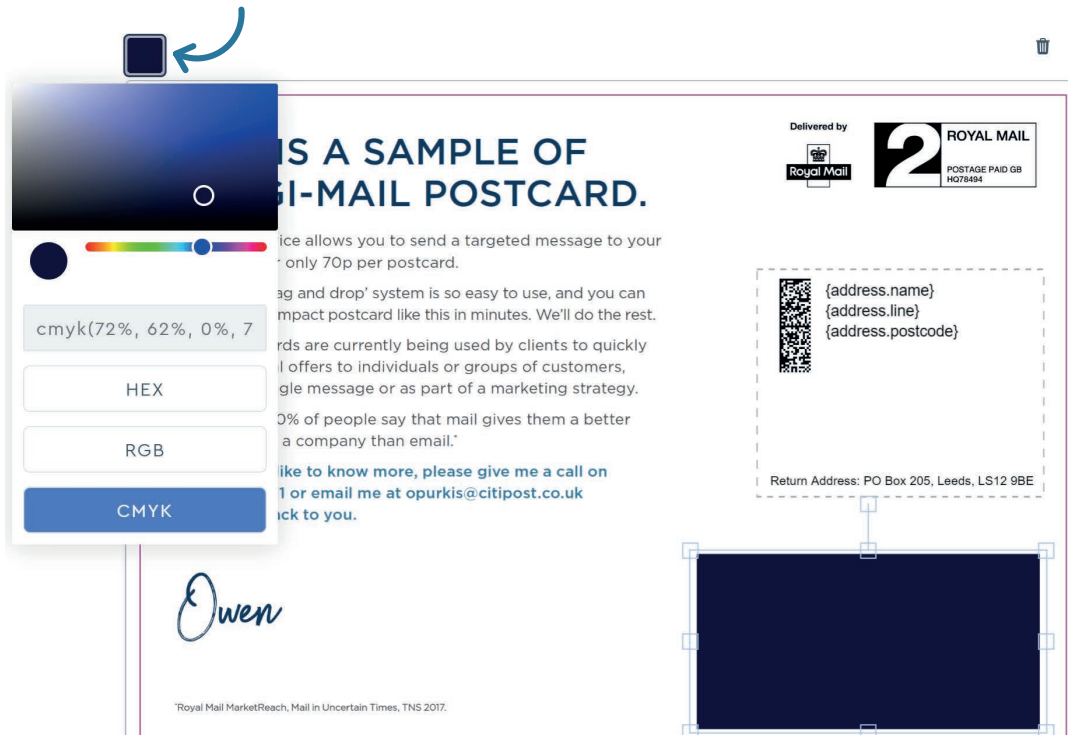 IS A SAMPLE OF
GI-MAIL POSTCARD.
ice allows you to send a targeted message to your
only 70p per postcard.
ag and drop’ system is so easy to use, and you can
mpact postcard like this in minutes. We’ll do the rest.
rds are currently being used by clients to quickly
l offers to individuals or groups of customers,
gle message or as part of a marketing strategy.
0% of people say that mail gives them a better
a company than email.*
ike to know more, please give me a call on
1 or email me at opurkis@citipost.co.uk
ack to you.
Owen
*Royal Mail MarketReach, Mail in Uncertain Times, TNS 2017.
cmyk(72%, 62%, 0%, 7
HEX
RGB
CMYK
Delivered by
Royal Mail
2
ROYAL MAIL
POSTAGE PAID GB
HQ78494
{address.name}
{address.line}
{address.postcode}
Return Address: PO Box 205, Leeds, LS12 9BE